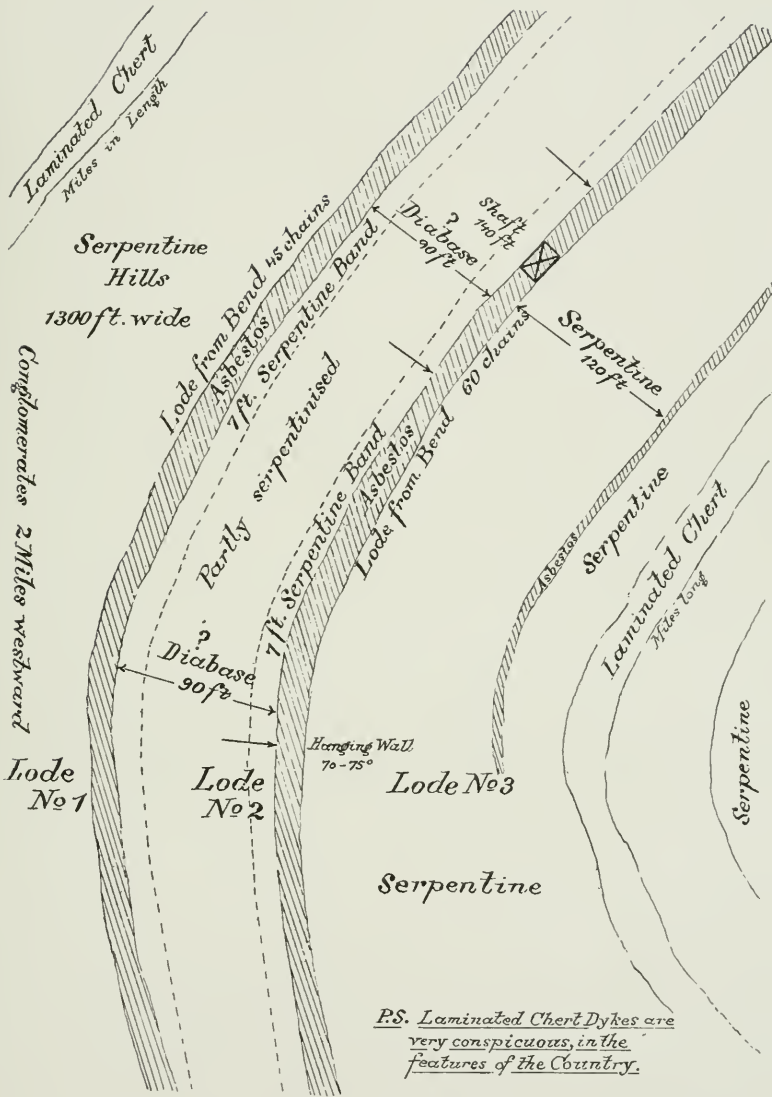 Laminated Chert
Miles in Length
Serpentine
Hills
1300 ft. wide
Conglomerates 2 Miles westward
Lode from Bend 45 chains
Asbestos
7 ft. Serpentine Band
?
Diabase
90 ft
Shaft
140 ft
Partly serpentinised
7 ft. Serpentine Band
Asbestos
Lode from Bend 60 chains
Serpentine
120 ft
Asbestos
Serpentine
Laminated Chert
Miles long
Serpentine
?
Diabase
90 ft
Hanging Wall
70-75°
Lode
No 1
Lode
No 2
Lode No 3
Serpentine
P.S. Laminated Chert Dykes are
very conspicuous, in the
features of the Country.